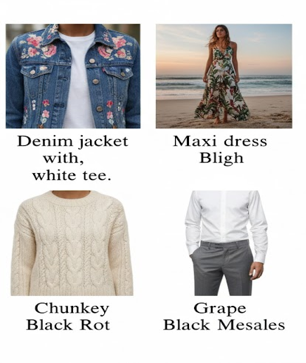 Denim jacket
with,
white tee.
Maxi dress
Bligh
Chunkey
Black Rot
Grape
Black Mesales